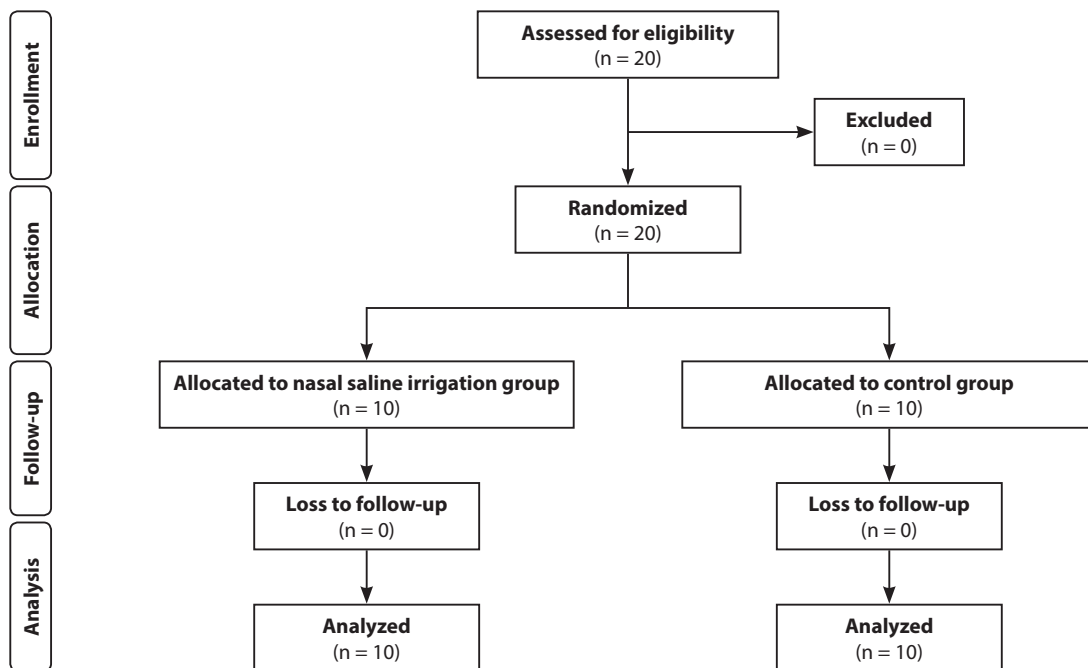 Enrollment
Assessed for eligibility
(n = 20)
Excluded
(n = 0)
Randomized
(n = 20)
Allocation
Allocated to nasal saline irrigation group
(n = 10)
Allocated to control group
(n = 10)
Follow-up
Loss to follow-up
(n = 0)
Loss to follow-up
(n = 0)
Analysis
Analyzed
(n = 10)
Analyzed
(n = 10)